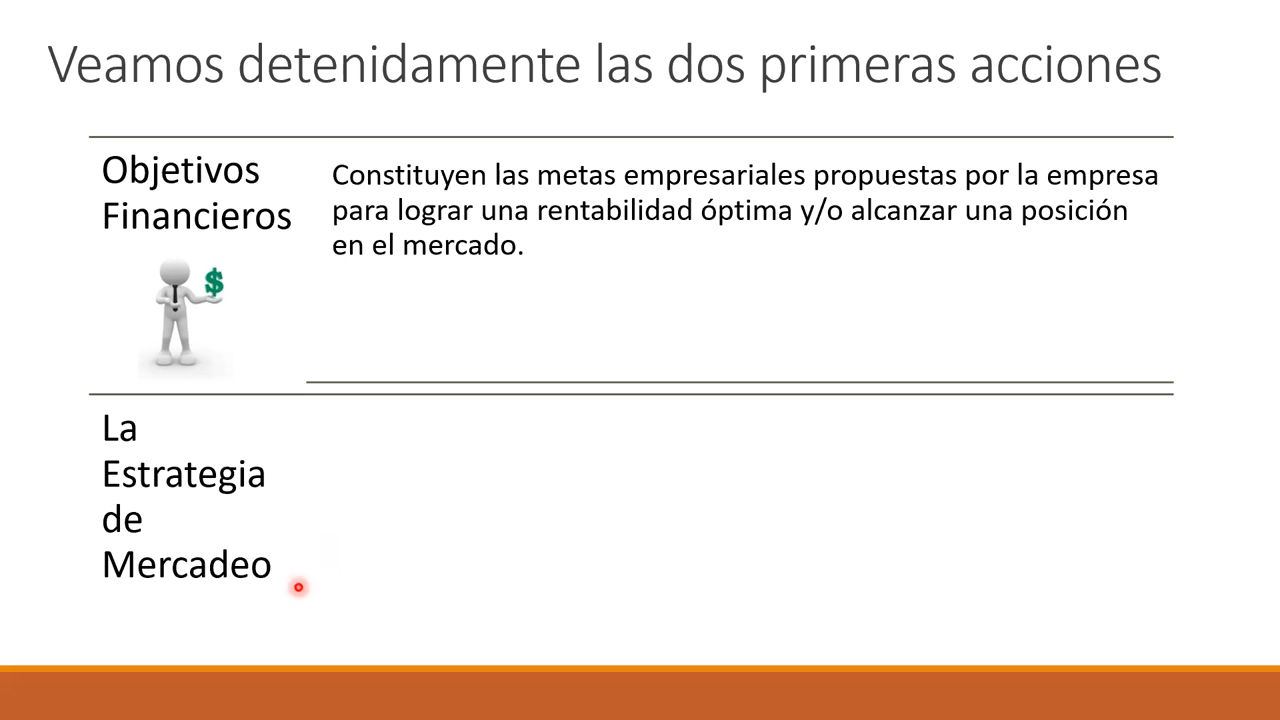 Veamos detenidamente las dos primeras acciones
Objetivos
Financieros
Constituyen las metas empresariales propuestas por la empresa
para lograr una rentabilidad óptima y/o alcanzar una posición
en el mercado.
$
La
Estrategia
de
Mercadeo